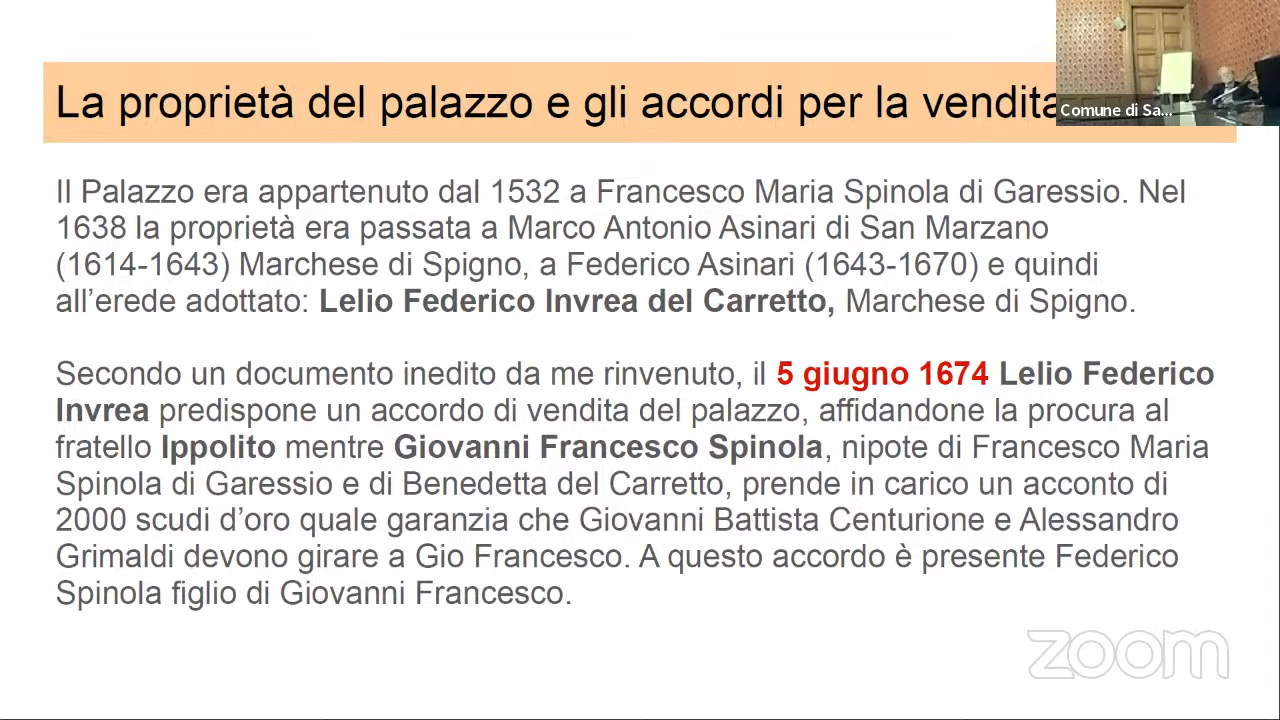 La proprietà del palazzo e gli accordi per la vendita
Comune di Sa...
Il Palazzo era appartenuto dal 1532 a Francesco Maria Spinola di Garessio. Nel
1638 la proprietà era passata a Marco Antonio Asinari di San Marzano
(1614-1643) Marchese di Spigno, a Federico Asinari (1643-1670) e quindi
all’erede adottato: Lelio Federico Invrea del Carretto, Marchese di Spigno.
Secondo un documento inedito da me rinvenuto, il 5 giugno 1674 Lelio Federico
Invrea predispone un accordo di vendita del palazzo, affidandone la procura al
fratello Ippolito mentre Giovanni Francesco Spinola, nipote di Francesco Maria
Spinola di Garessio e di Benedetta del Carretto, prende in carico un acconto di
2000 scudi d’oro quale garanzia che Giovanni Battista Centurione e Alessandro
Grimaldi devono girare a Gio Francesco. A questo accordo è presente Federico
Spinola figlio di Giovanni Francesco.
zoom